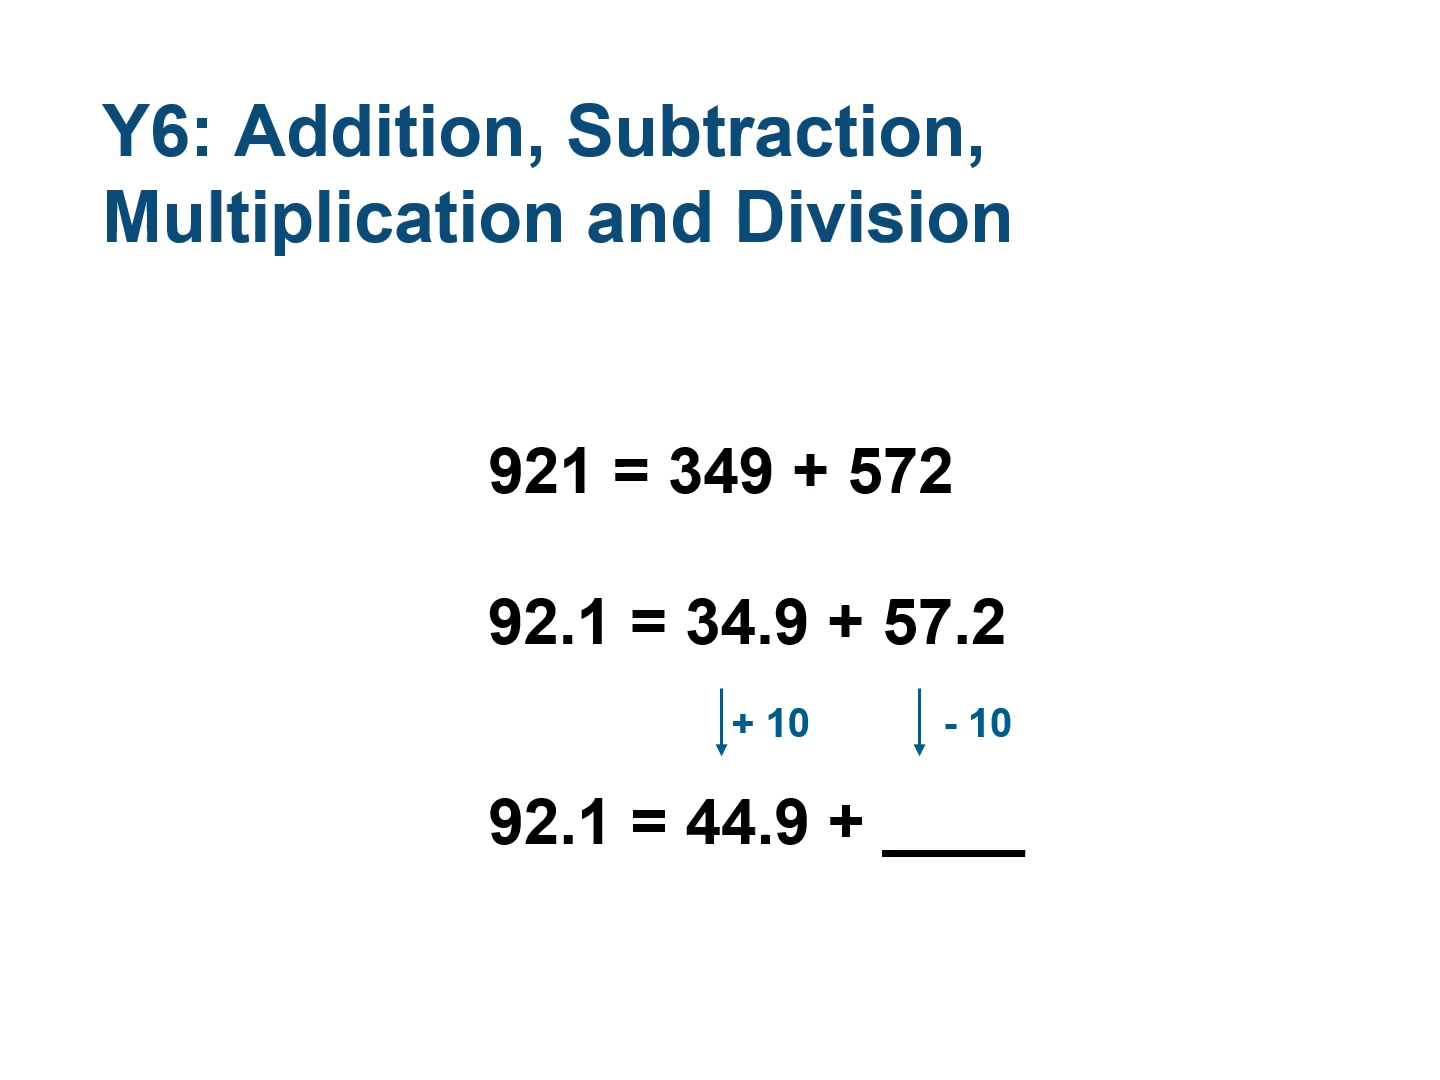 Y6: Addition, Subtraction,
Multiplication and Division
921 = 349 + 572
92.1 = 34.9 + 57.2
+ 10 - 10
92.1 = 44.9 + ____